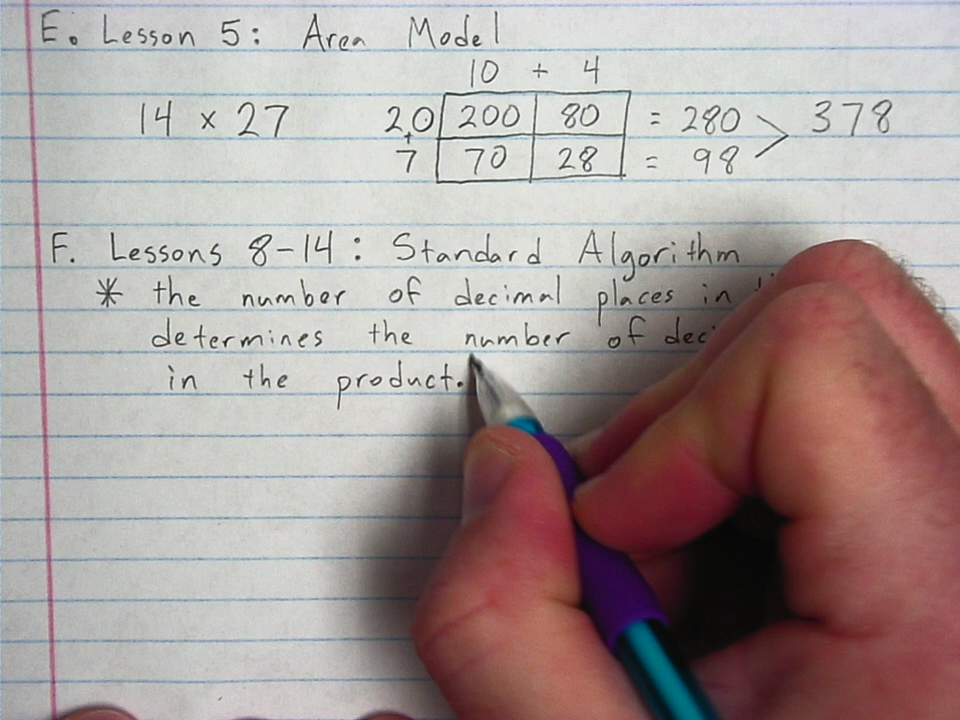 E. Lesson 5: Area Model
10 + 4
14 x 27 20 200 80 = 280 > 378
+ 7 70 28 = 98
F. Lessons 8-14: Standard Algorithm
* the number of decimal places in
determines the number of
in the product.